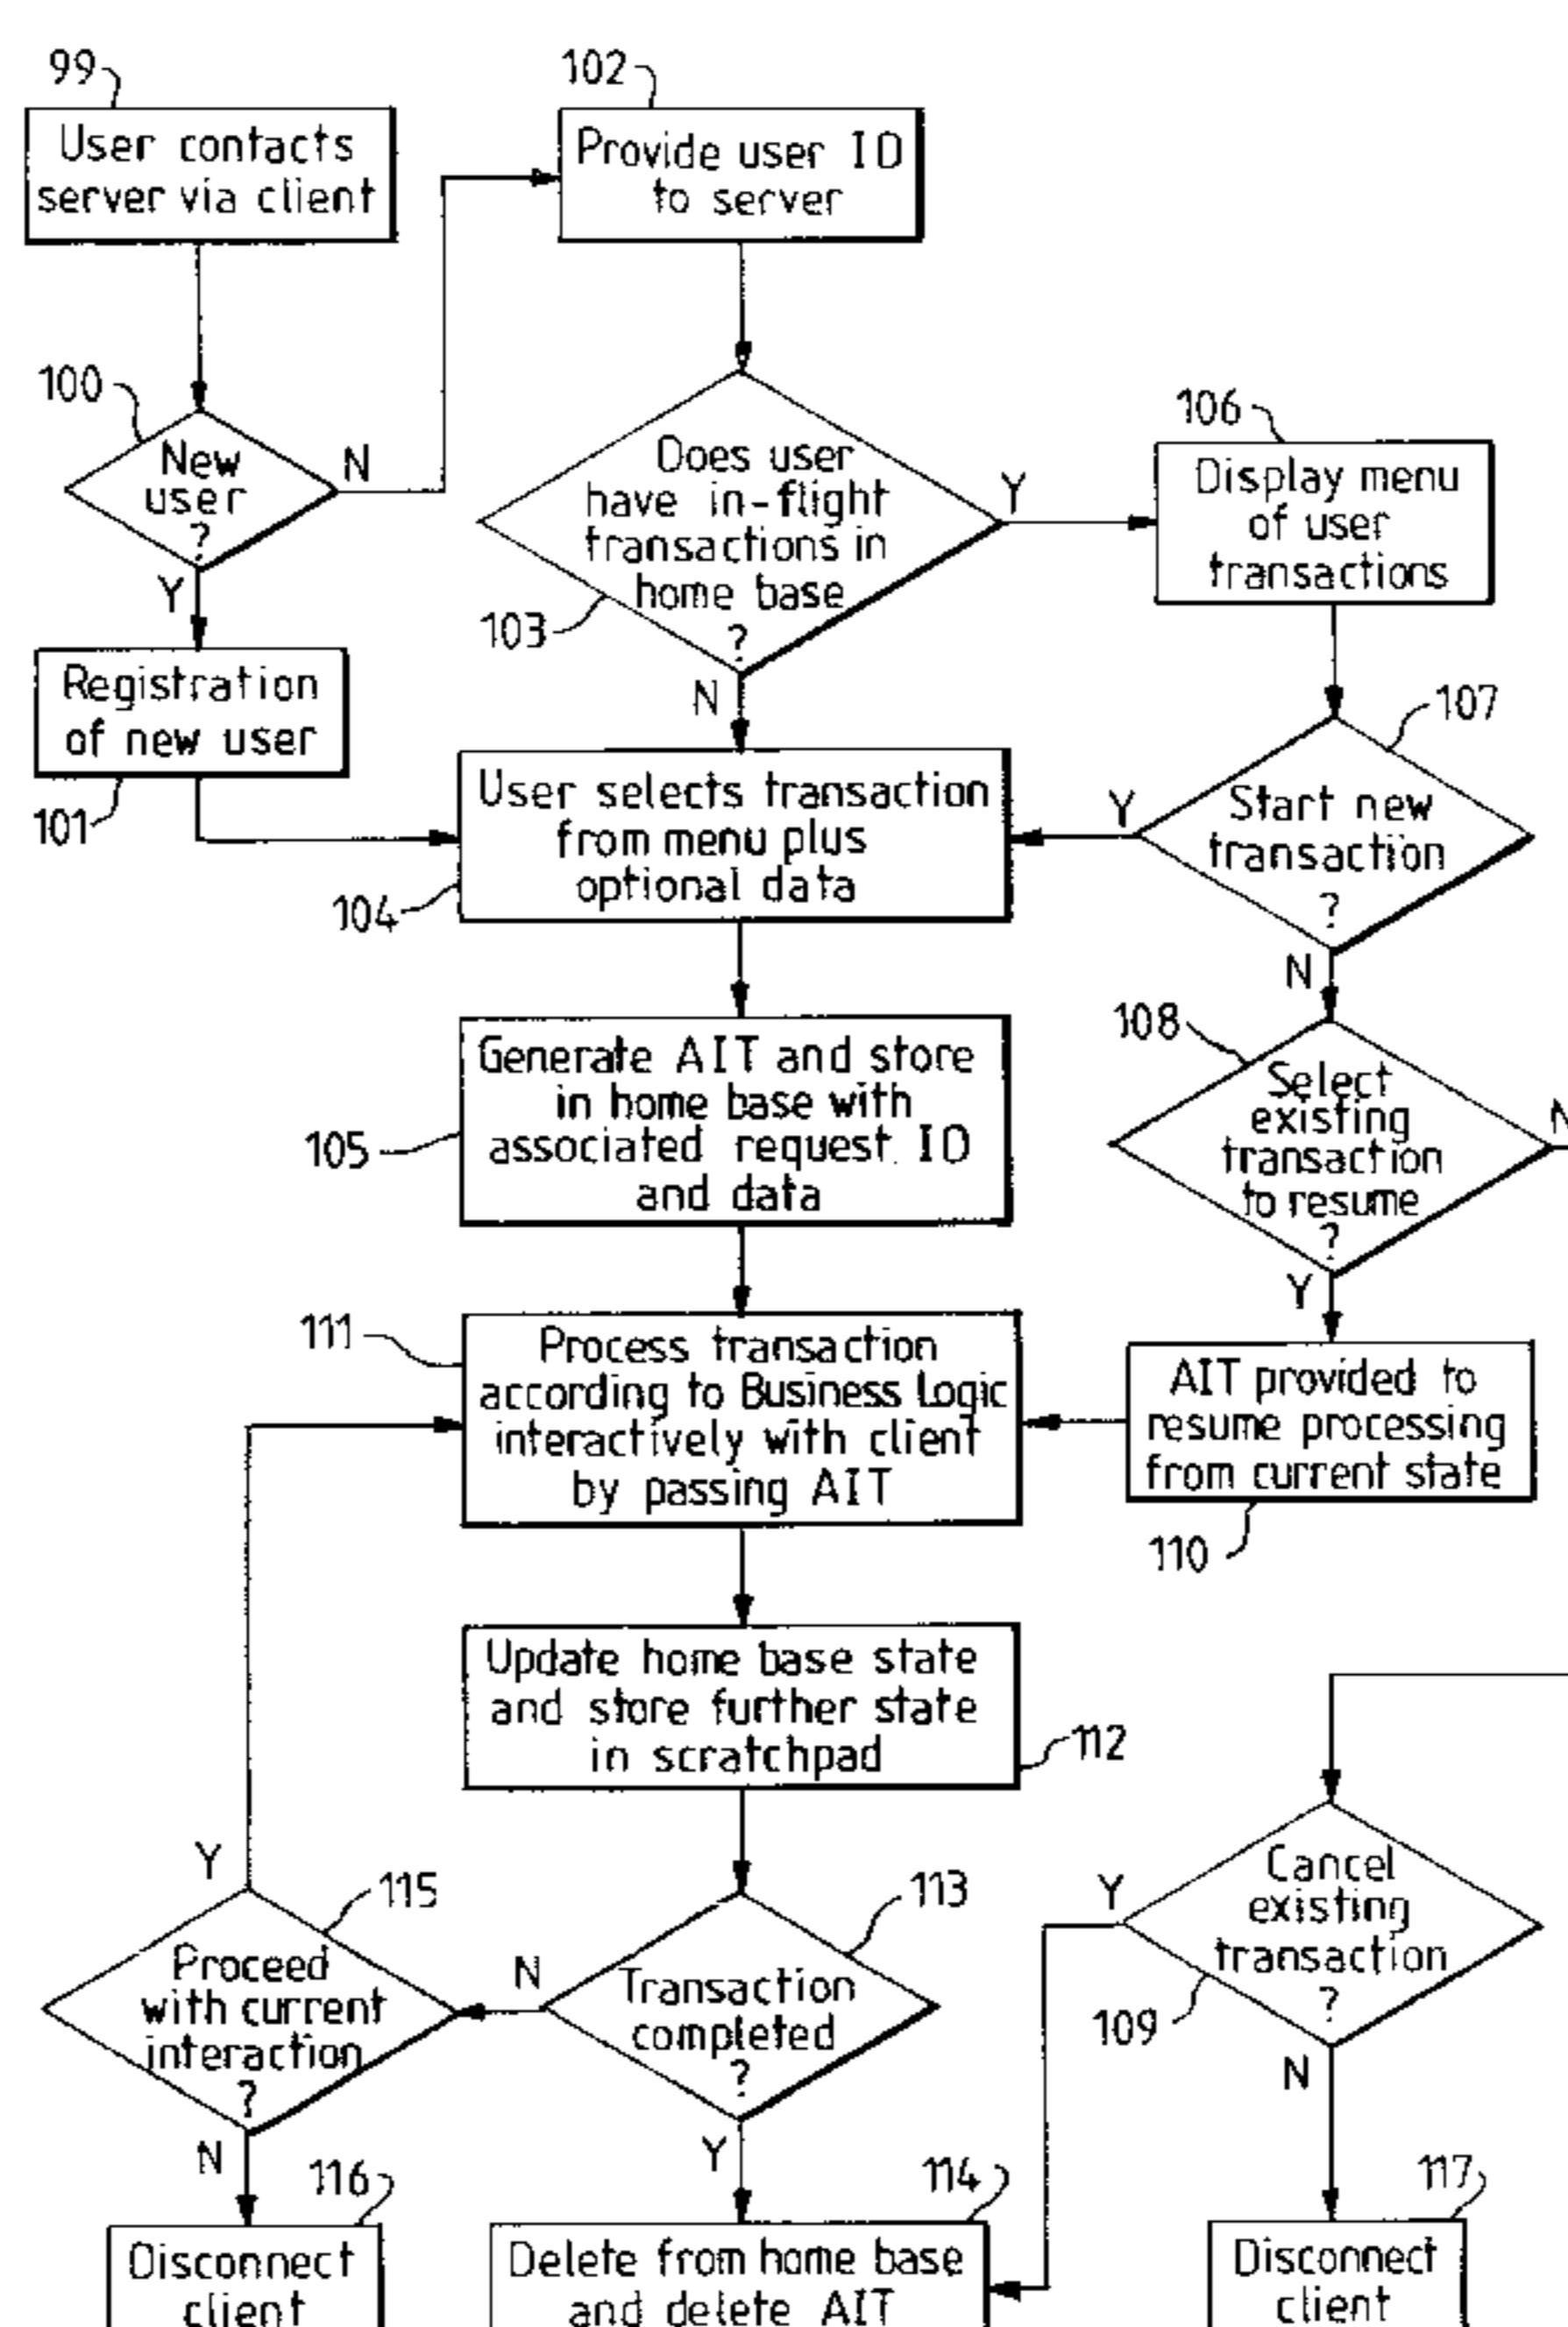 99
User contacts
server via client
102
Provide user ID
to server
100
New
user
?
N
Y
Does user
have in-flight
transactions in
home base
?
103
Y
N
106
Display menu
of user
transactions
Registration
of new user
101
107
Start new
transaction
?
Y
N
User selects transaction
from menu plus
optional data
104
108
Select
existing
transaction
to resume
?
N
Y
Generate AIT and store
in home base with
associated request ID
and data
105
111
Process transaction
according to Business Logic
interactively with client
by passing AIT
AIT provided to
resume processing
from current state
110
Update home base state
and store further state
in scratchpad
112
Y
115
Proceed
with current
interaction
?
N
N
113
Transaction
completed
?
Y
Y
Cancel
existing
transaction
?
109
N
116
Disconnect
client
114
Delete from home base
and delete AIT
117
Disconnect
client